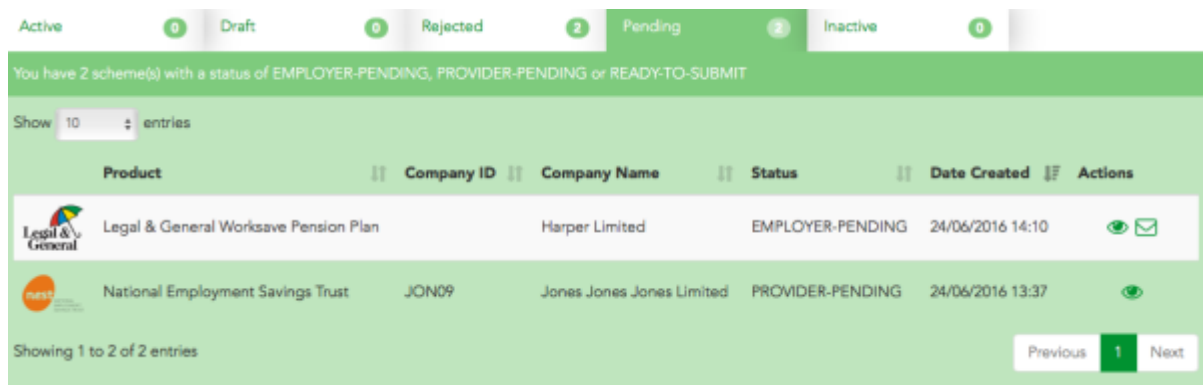 Active 0 Draft 0 Rejected 2 Pending 2 Inactive 0
You have 2 scheme(s) with a status of EMPLOYER-PENDING, PROVIDER-PENDING or READY-TO-SUBMIT
Show 10 entries
Product Company ID Company Name Status Date Created Actions
Legal & General Legal & General Worksave Pension Plan Harper Limited EMPLOYER-PENDING 24/06/2016 14:10
nest National Employment Savings Trust JON09 Jones Jones Jones Limited PROVIDER-PENDING 24/06/2016 13:37
Showing 1 to 2 of 2 entries
Previous 1 Next